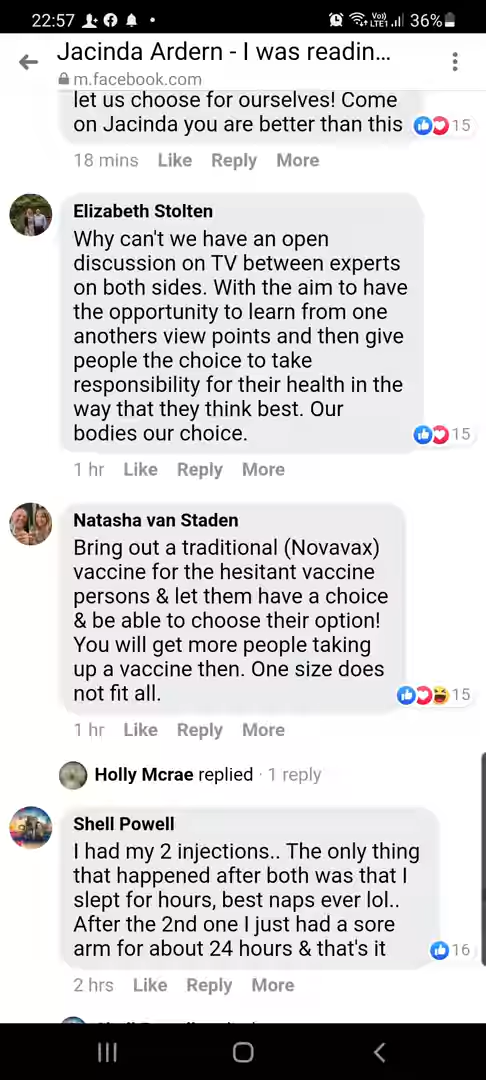 22:57 36%
Jacinda Ardern - I was readin...
m.facebook.com
let us choose for ourselves! Come
on Jacinda you are better than this 15
18 mins Like Reply More
Elizabeth Stolten
Why can't we have an open
discussion on TV between experts
on both sides. With the aim to have
the opportunity to learn from one
anothers view points and then give
people the choice to take
responsibility for their health in the
way that they think best. Our
bodies our choice. 15
1 hr Like Reply More
Natasha van Staden
Bring out a traditional (Novavax)
vaccine for the hesitant vaccine
persons & let them have a choice
& be able to choose their option!
You will get more people taking
up a vaccine then. One size does
not fit all. 15
1 hr Like Reply More
Holly Mcrae replied · 1 reply
Shell Powell
I had my 2 injections.. The only thing
that happened after both was that I
slept for hours, best naps ever lol..
After the 2nd one I just had a sore
arm for about 24 hours & that's it 16
2 hrs Like Reply More